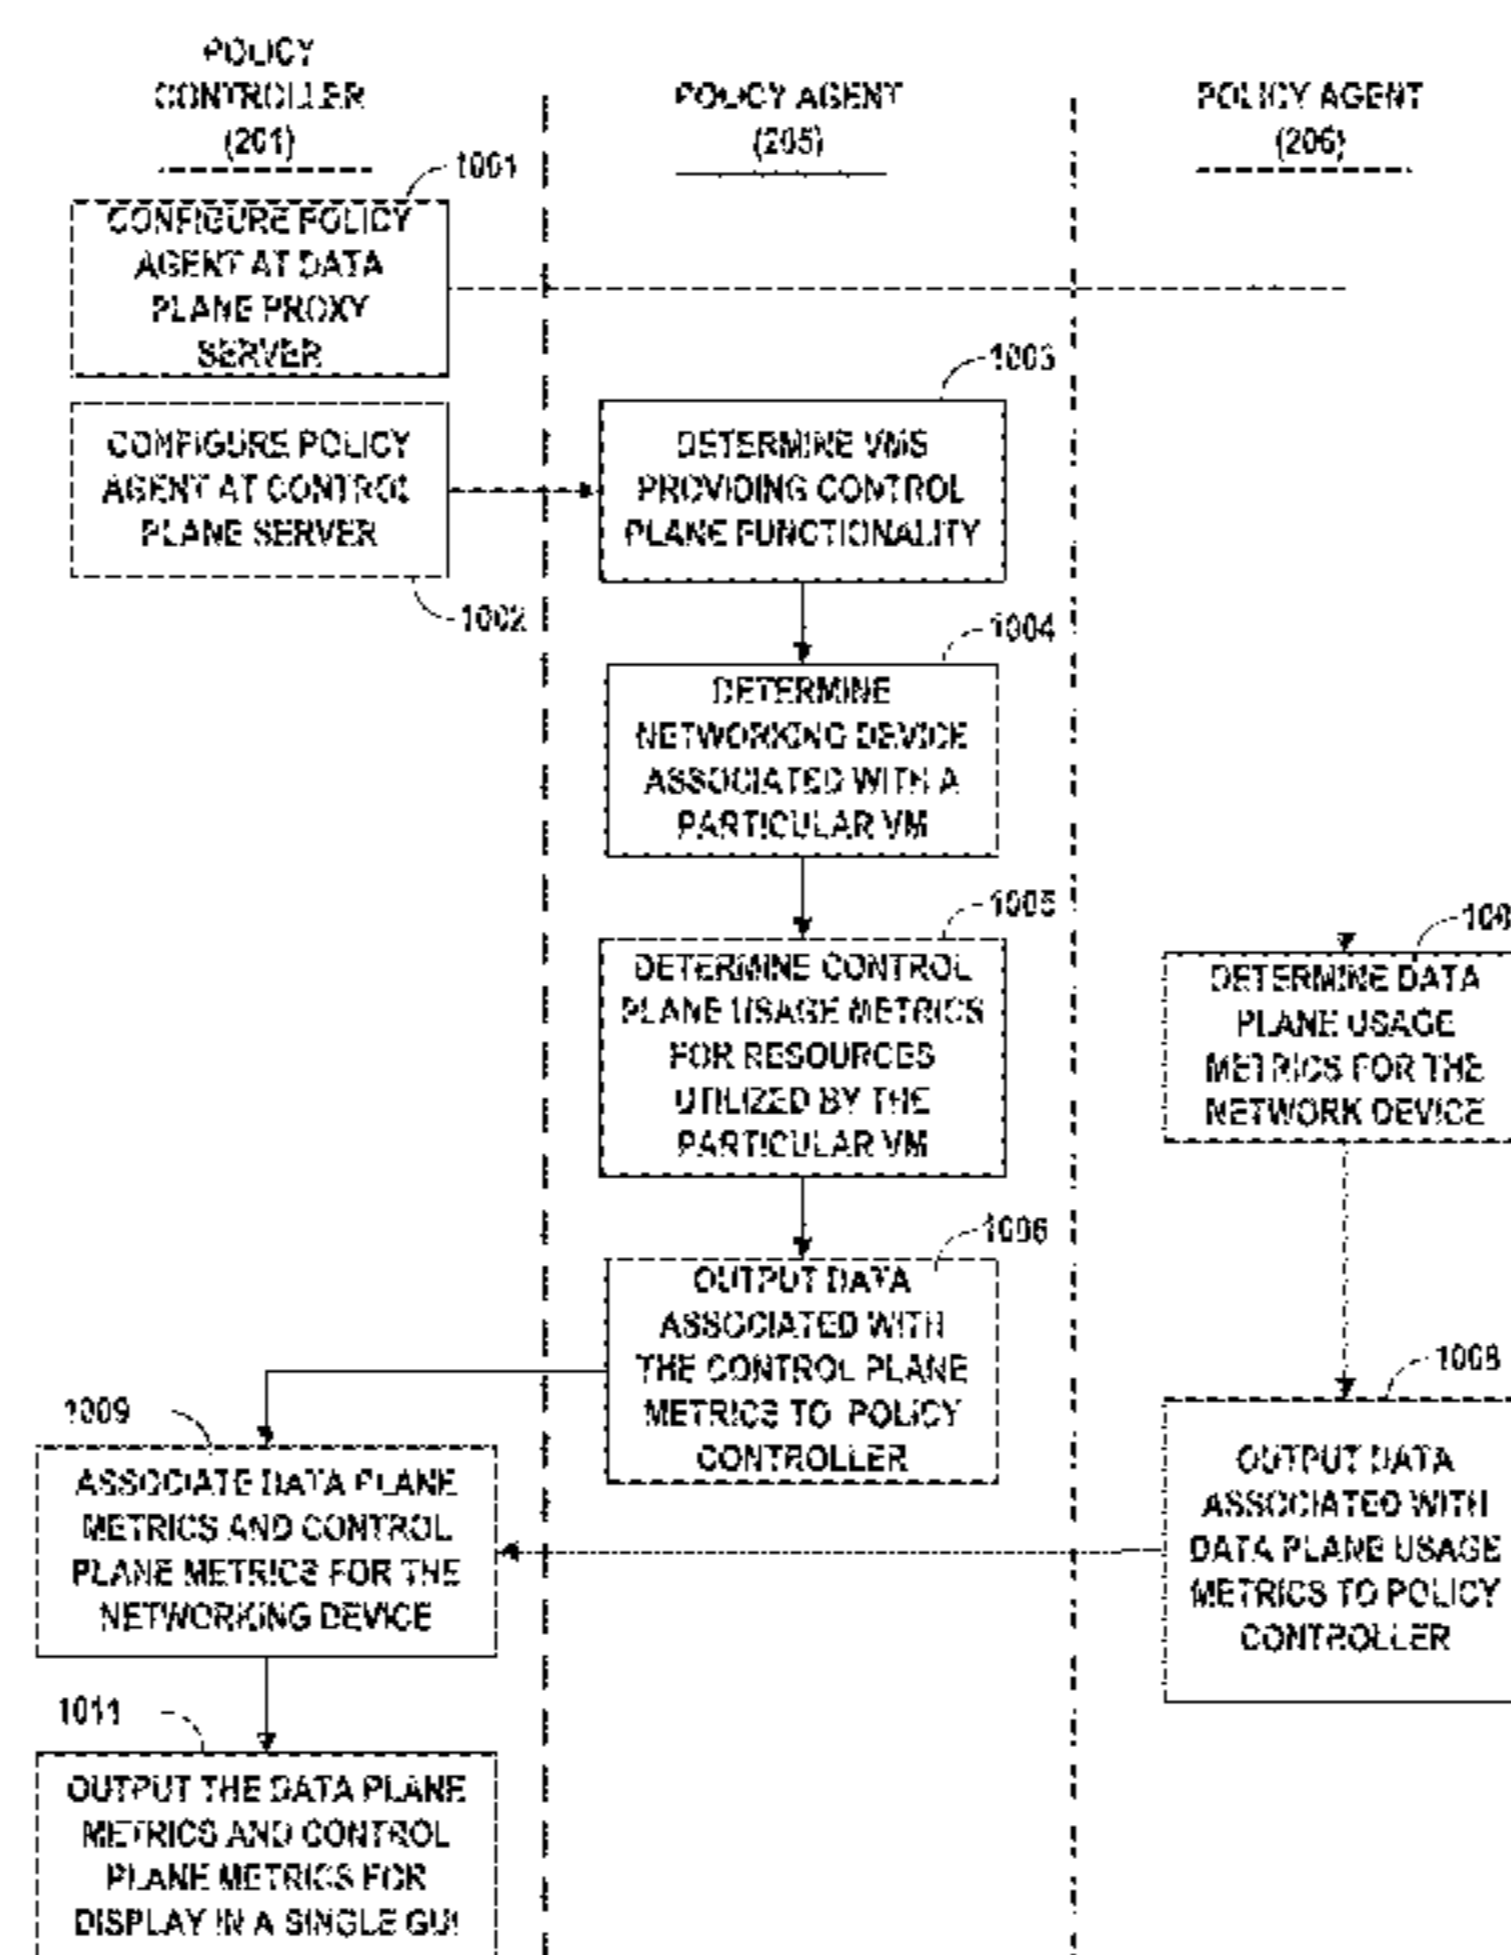 POLICY
CONTROLLER
(201)
POLICY AGENT
(205)
POLICY AGENT
(206)
1001
CONFIGURE POLICY
AGENT AT DATA
PLANE PROXY
SERVER
CONFIGURE POLICY
AGENT AT CONTROL
PLANE SERVER
1002
1003
DETERMINE VMS
PROVIDING CONTROL
PLANE FUNCTIONALITY
1004
DETERMINE
NETWORKING DEVICE
ASSOCIATED WITH A
PARTICULAR VM
1005
DETERMINE CONTROL
PLANE USAGE METRICS
FOR RESOURCES
UTILIZED BY THE
PARTICULAR VM
1006
OUTPUT DATA
ASSOCIATED WITH
THE CONTROL PLANE
METRICS TO POLICY
CONTROLLER
DETERMINE DATA
PLANE USAGE
METRICS FOR THE
NETWORK DEVICE
1008
OUTPUT DATA
ASSOCIATED WITH
DATA PLANE USAGE
METRICS TO POLICY
CONTROLLER
1009
ASSOCIATE DATA PLANE
METRICS AND CONTROL
PLANE METRICS FOR THE
NETWORKING DEVICE
1011
OUTPUT THE DATA PLANE
METRICS AND CONTROL
PLANE METRICS FOR
DISPLAY IN A SINGLE GUI